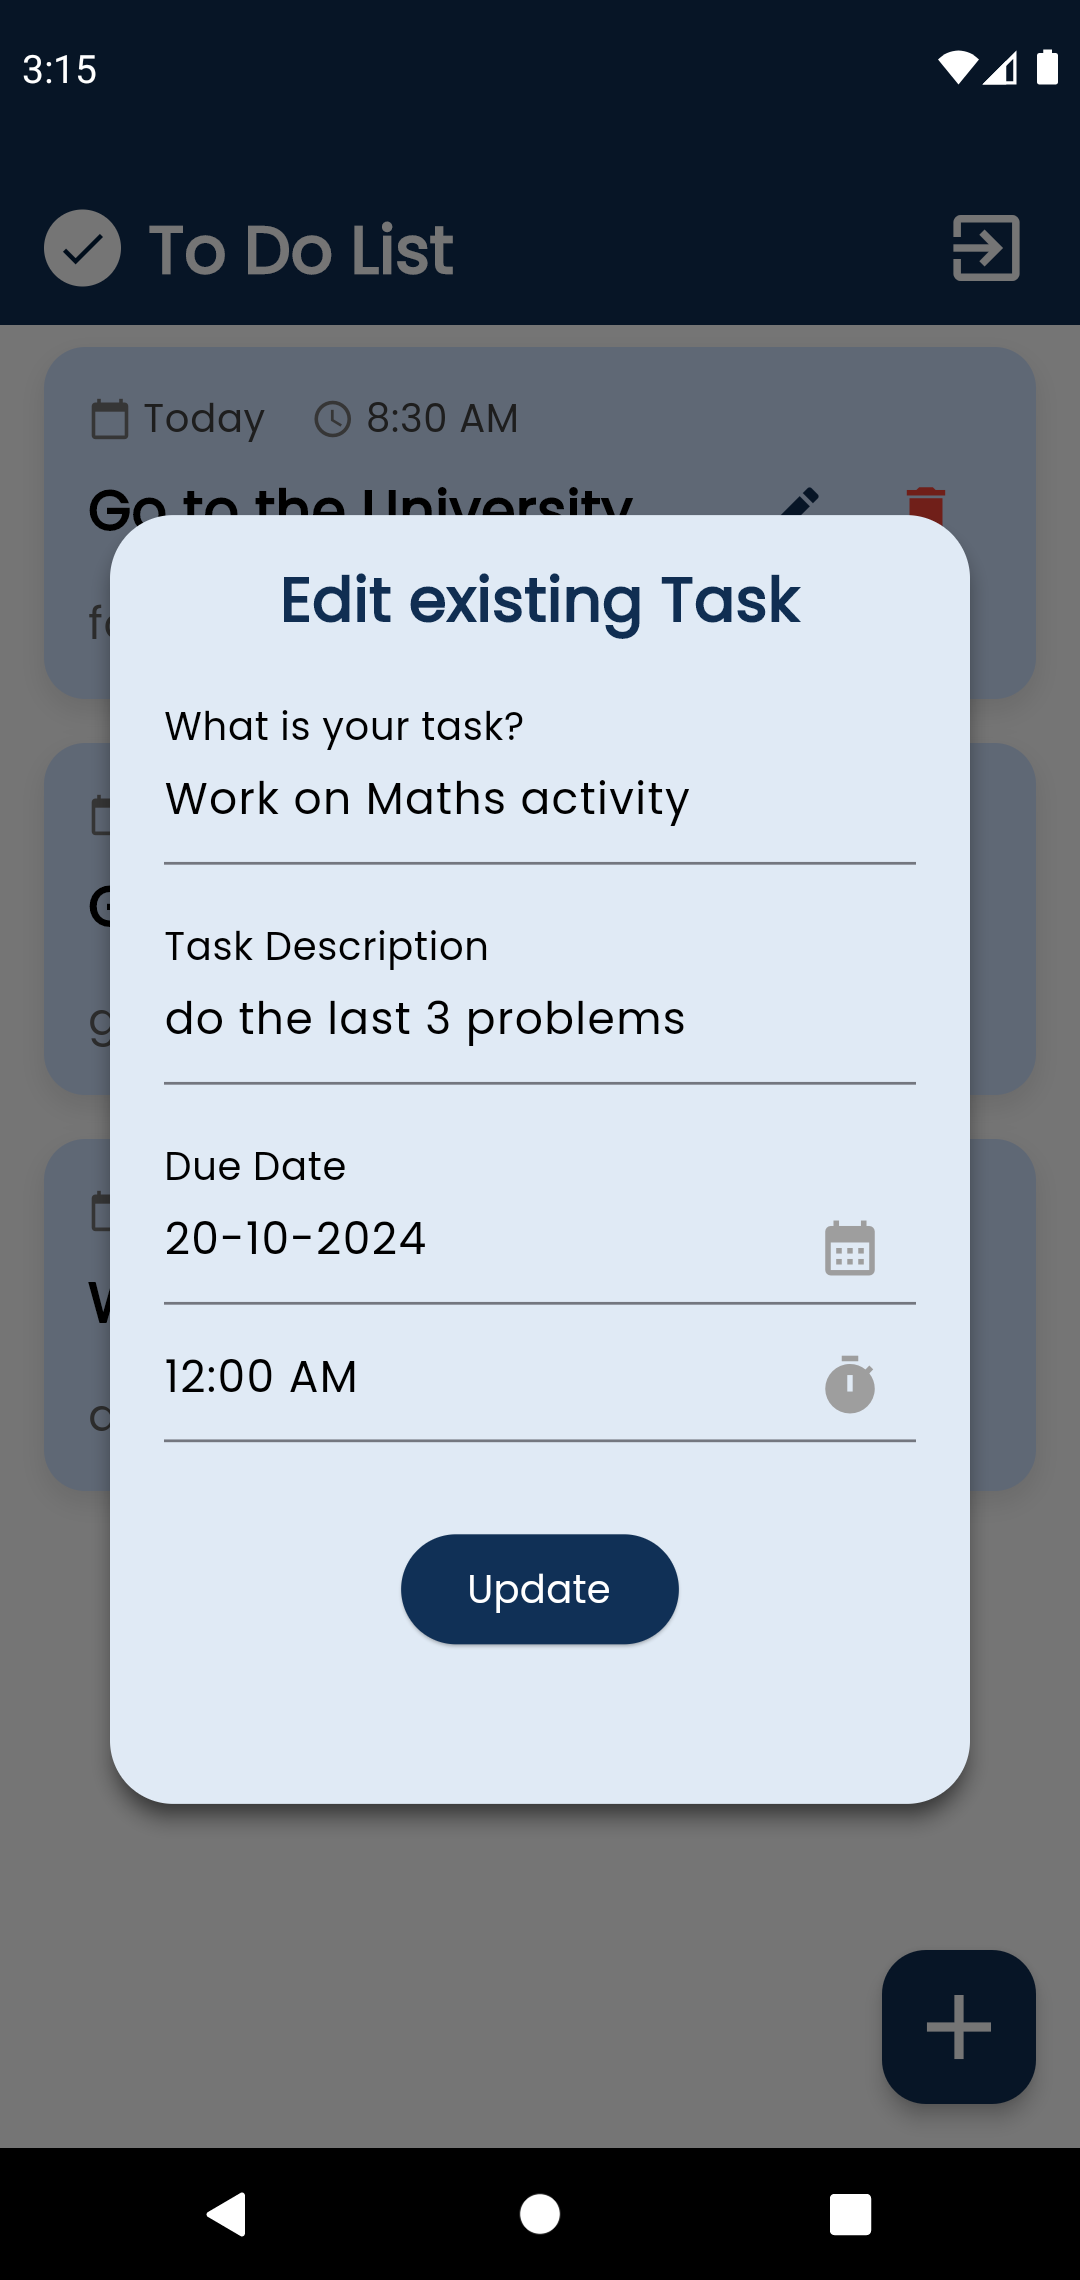 3:15
To Do List
Today 8:30 AM
Go to the University
Edit existing Task
What is your task?
Work on Maths activity
Task Description
do the last 3 problems
Due Date
20-10-2024
12:00 AM
Update